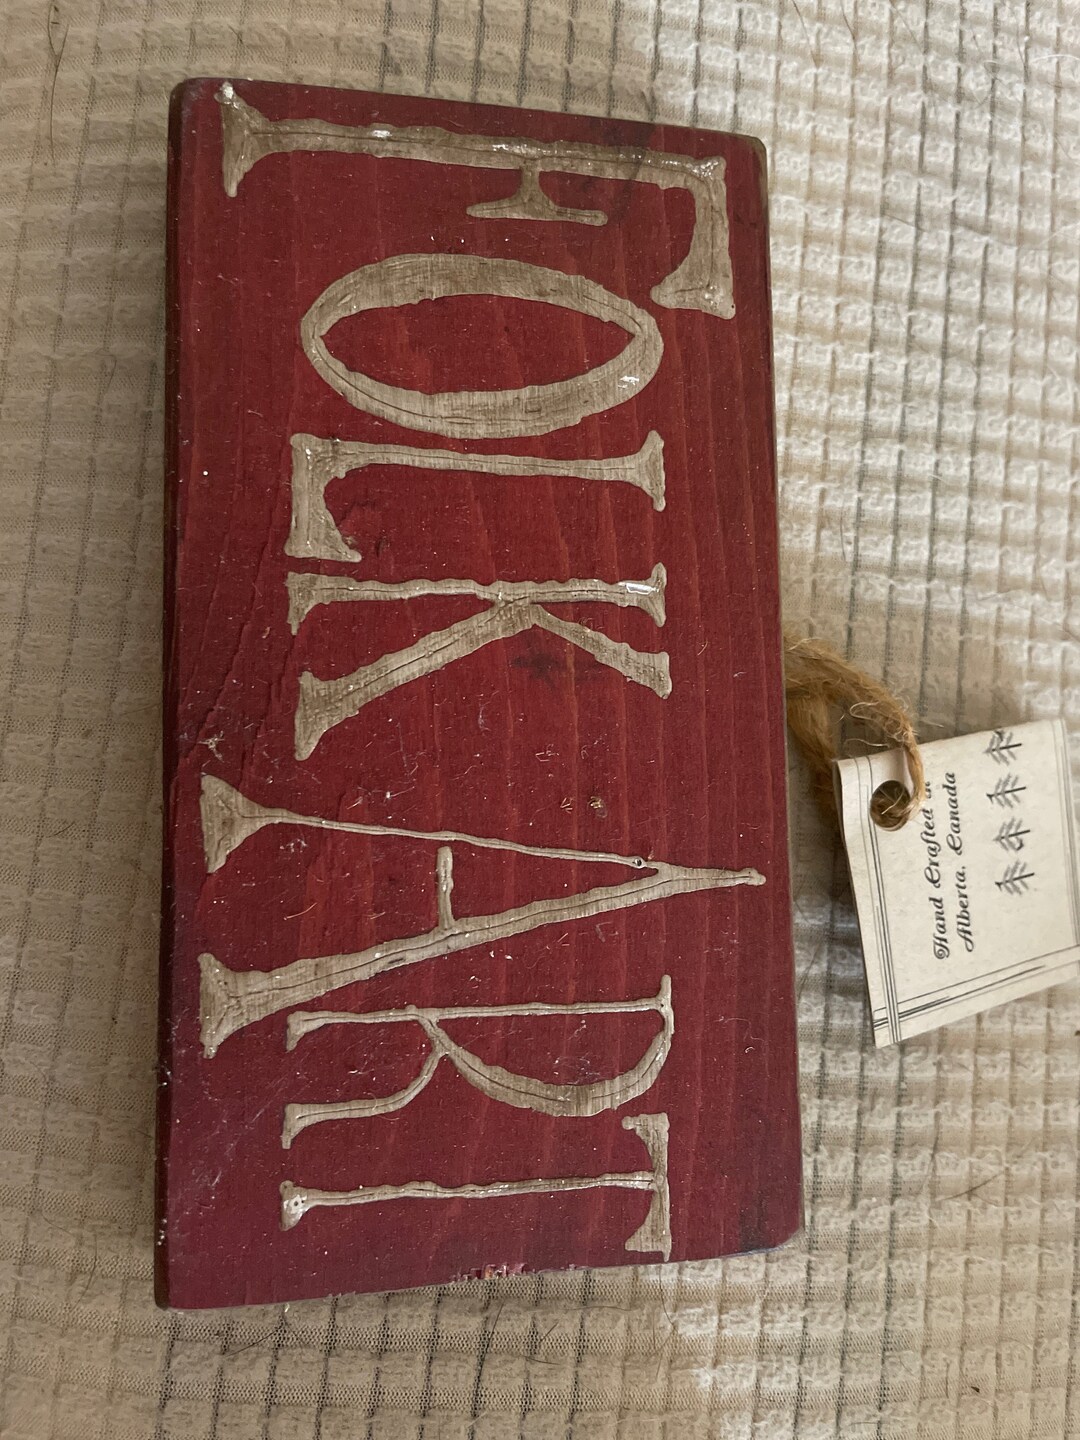 FOLK ART
Hand Crafted in
Alberta, Canada